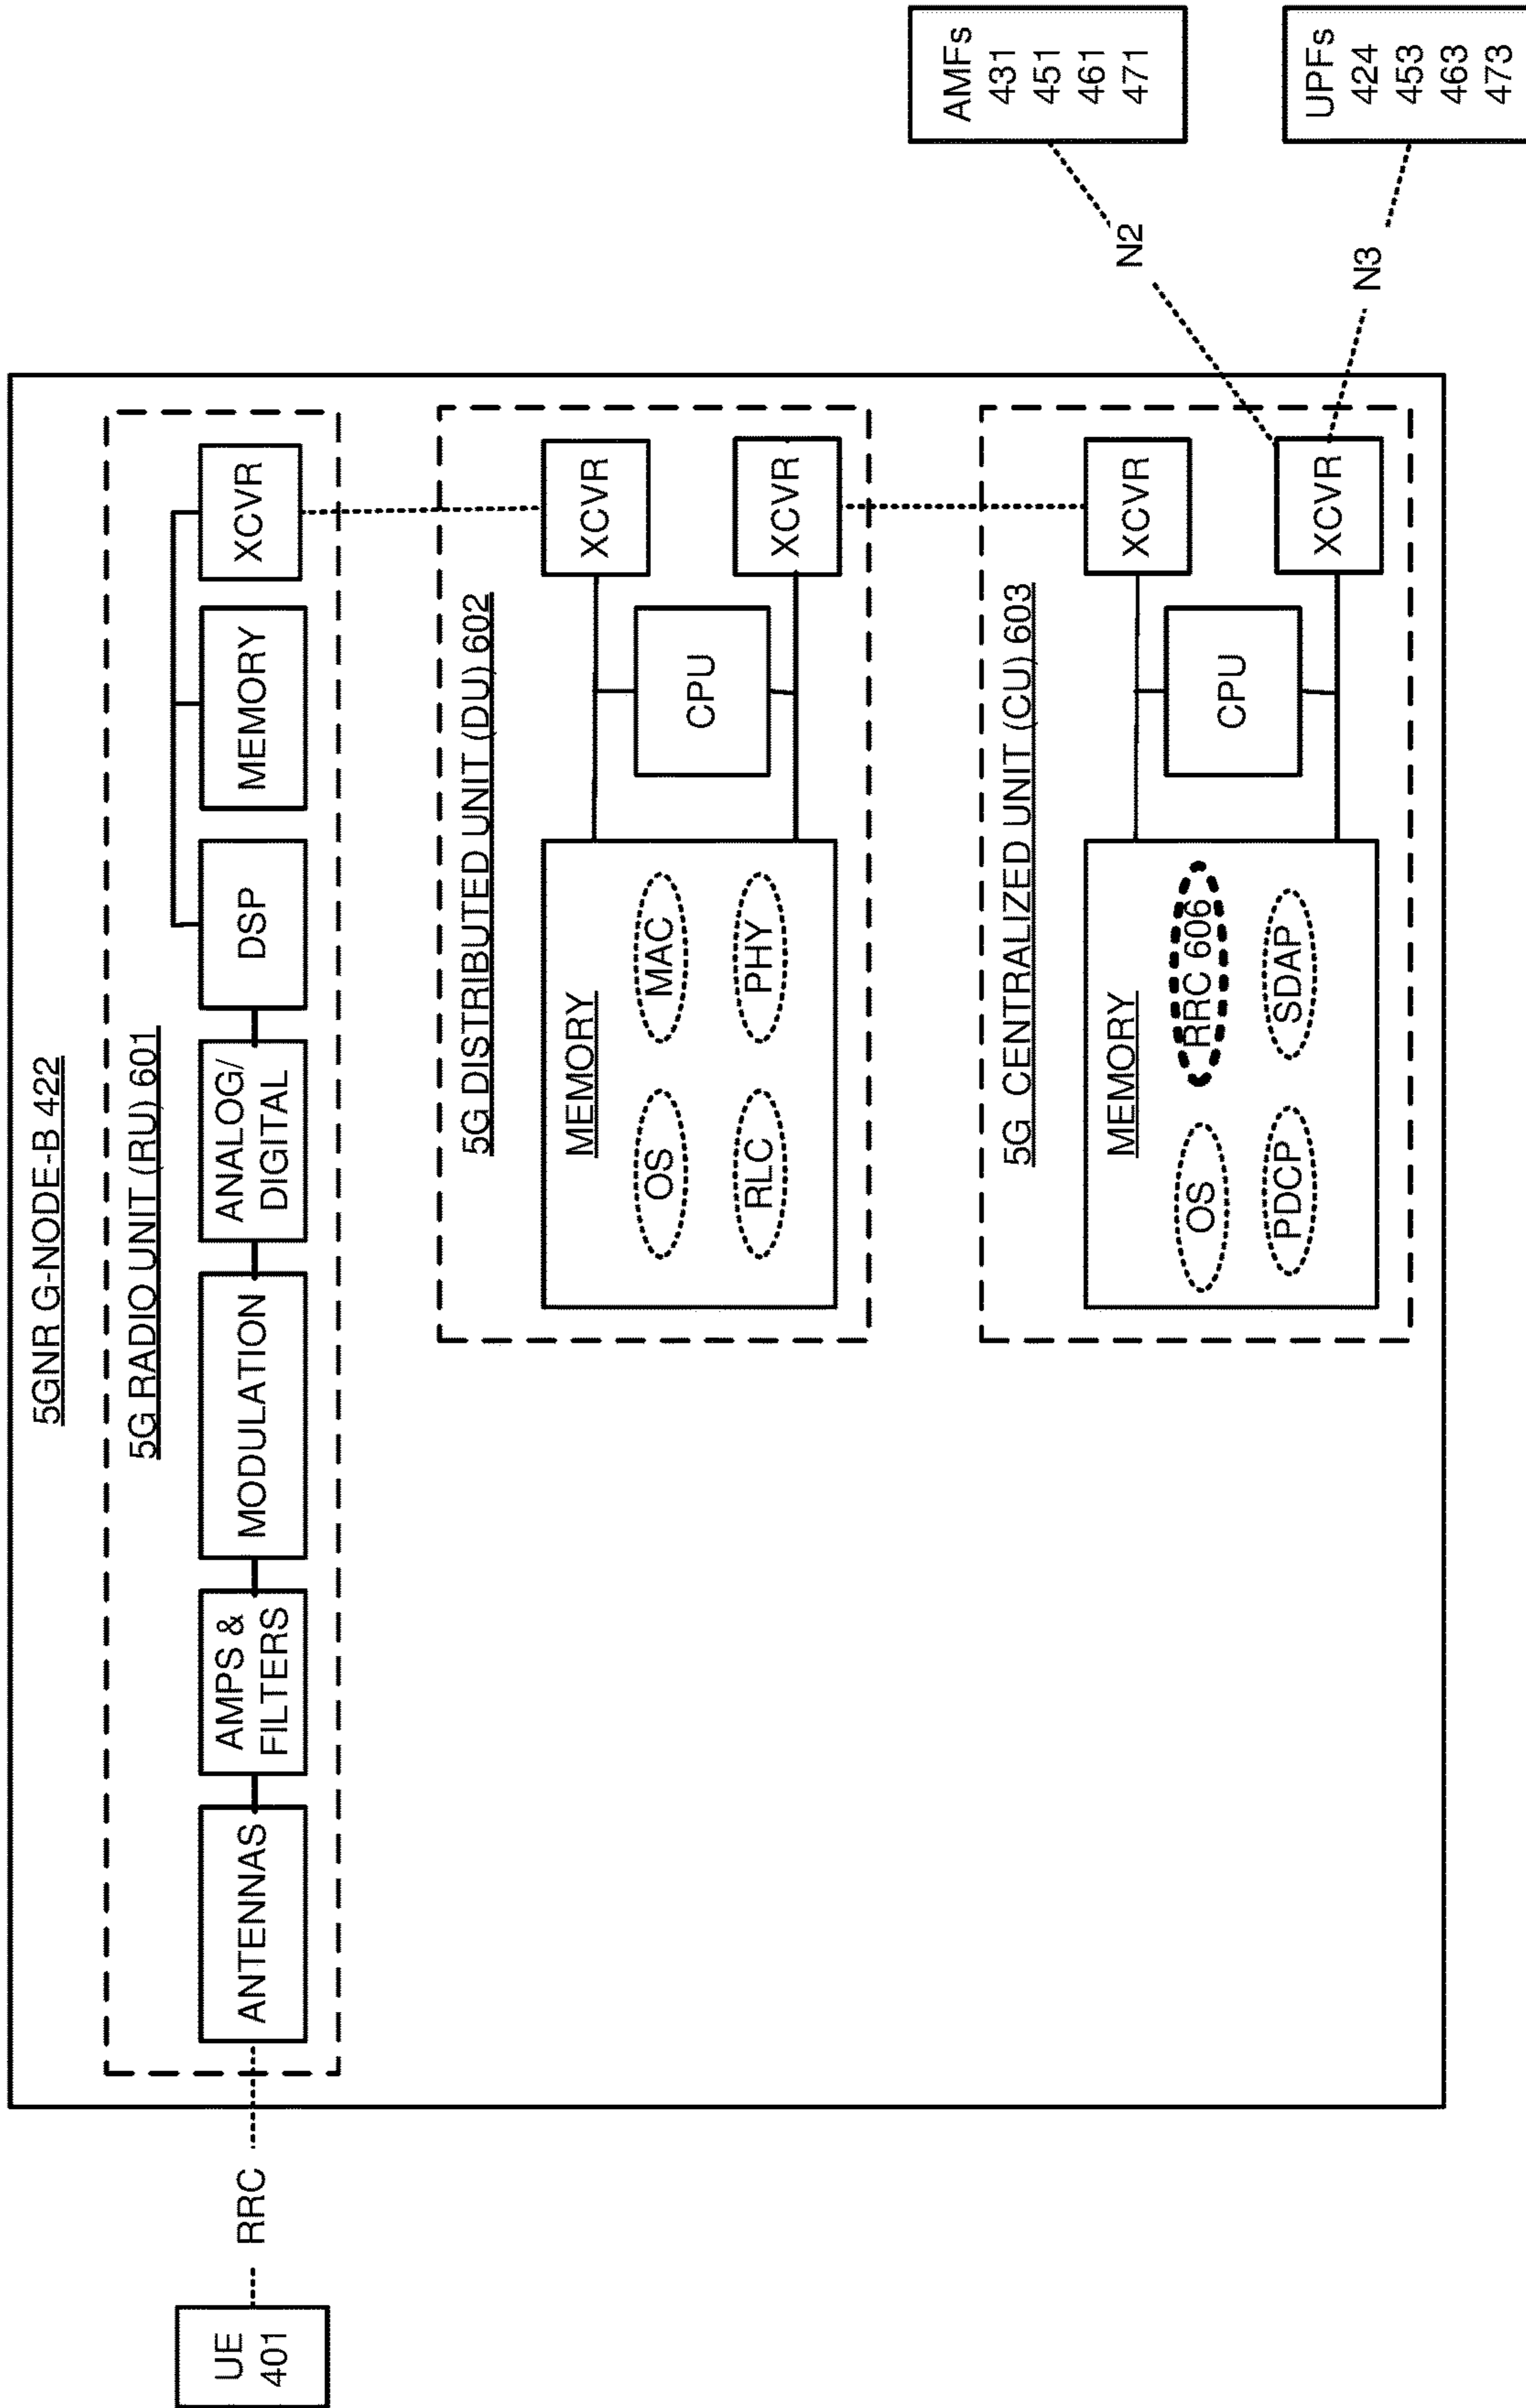 5GNR G-NODE-B 422
5G RADIO UNIT (RU) 601
UE
401
RRC
ANTENNAS
AMPS &
FILTERS
MODULATION
ANALOG/
DIGITAL
DSP
MEMORY
XCVR
5G DISTRIBUTED UNIT (DU) 602
MEMORY
OS
MAC
RLC
PHY
CPU
XCVR
XCVR
5G CENTRALIZED UNIT (CU) 603
MEMORY
OS
RRC 606
PDCP
SDAP
CPU
XCVR
XCVR
N2
N3
AMFs
431
451
461
471
UPFs
424
453
463
473